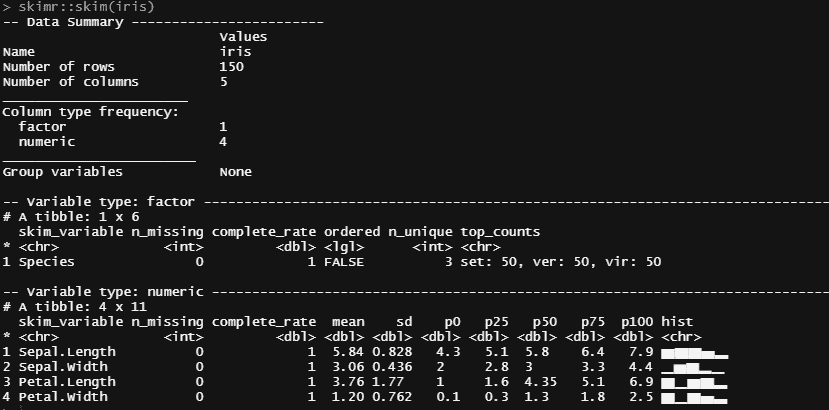 > skimr::skim(iris)
-- Data Summary ------------------------
                           Values
Name                       iris
Number of rows             150
Number of columns          5
_______________________
Column type frequency:
  factor                   1
  numeric                  4
________________________
Group variables            None

-- Variable type: factor ------------------------------------------------------------------------------
# A tibble: 1 x 6
  skim_variable n_missing complete_rate ordered n_unique top_counts
* <chr>             <int>         <dbl> <lgl>      <int> <chr>
1 Species               0             1 FALSE          3 set: 50, ver: 50, vir: 50

-- Variable type: numeric -----------------------------------------------------------------------------
# A tibble: 4 x 11
  skim_variable n_missing complete_rate  mean    sd    p0   p25   p50   p75  p100 hist
* <chr>             <int>         <dbl> <dbl> <dbl> <dbl> <dbl> <dbl> <dbl> <dbl> <chr>
1 Sepal.Length          0             1  5.84 0.828   4.3   5.1  5.8    6.4   7.9
2 Sepal.Width           0             1  3.06 0.436   2     2.8  3      3.3   4.4
3 Petal.Length          0             1  3.76 1.77    1     1.6  4.35   5.1   6.9
4 Petal.Width           0             1  1.20 0.762   0.1   0.3  1.3    1.8   2.5